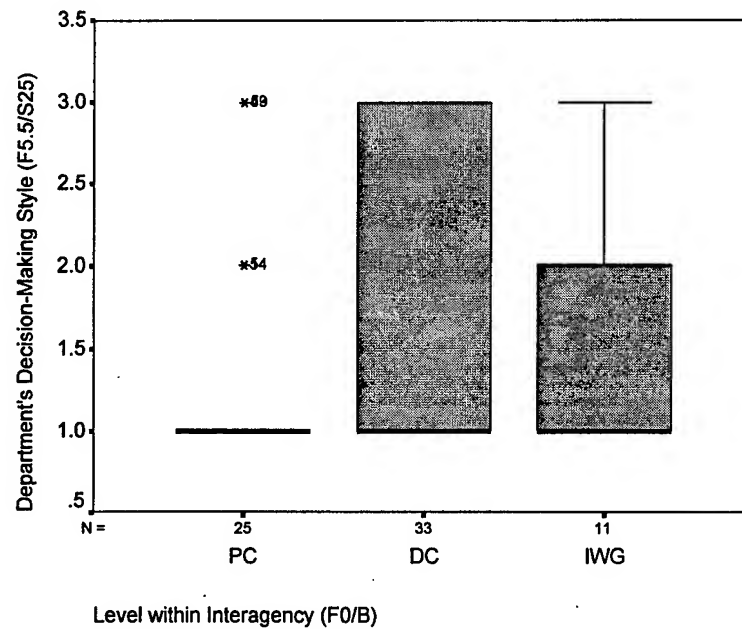 Department's Decision-Making Style (F5.5/S25)
3.5
3.0
2.5
2.0
1.5
1.0
.5
*54
N = 25 33 11
PC DC IWG
Level within Interagency (F0/B)